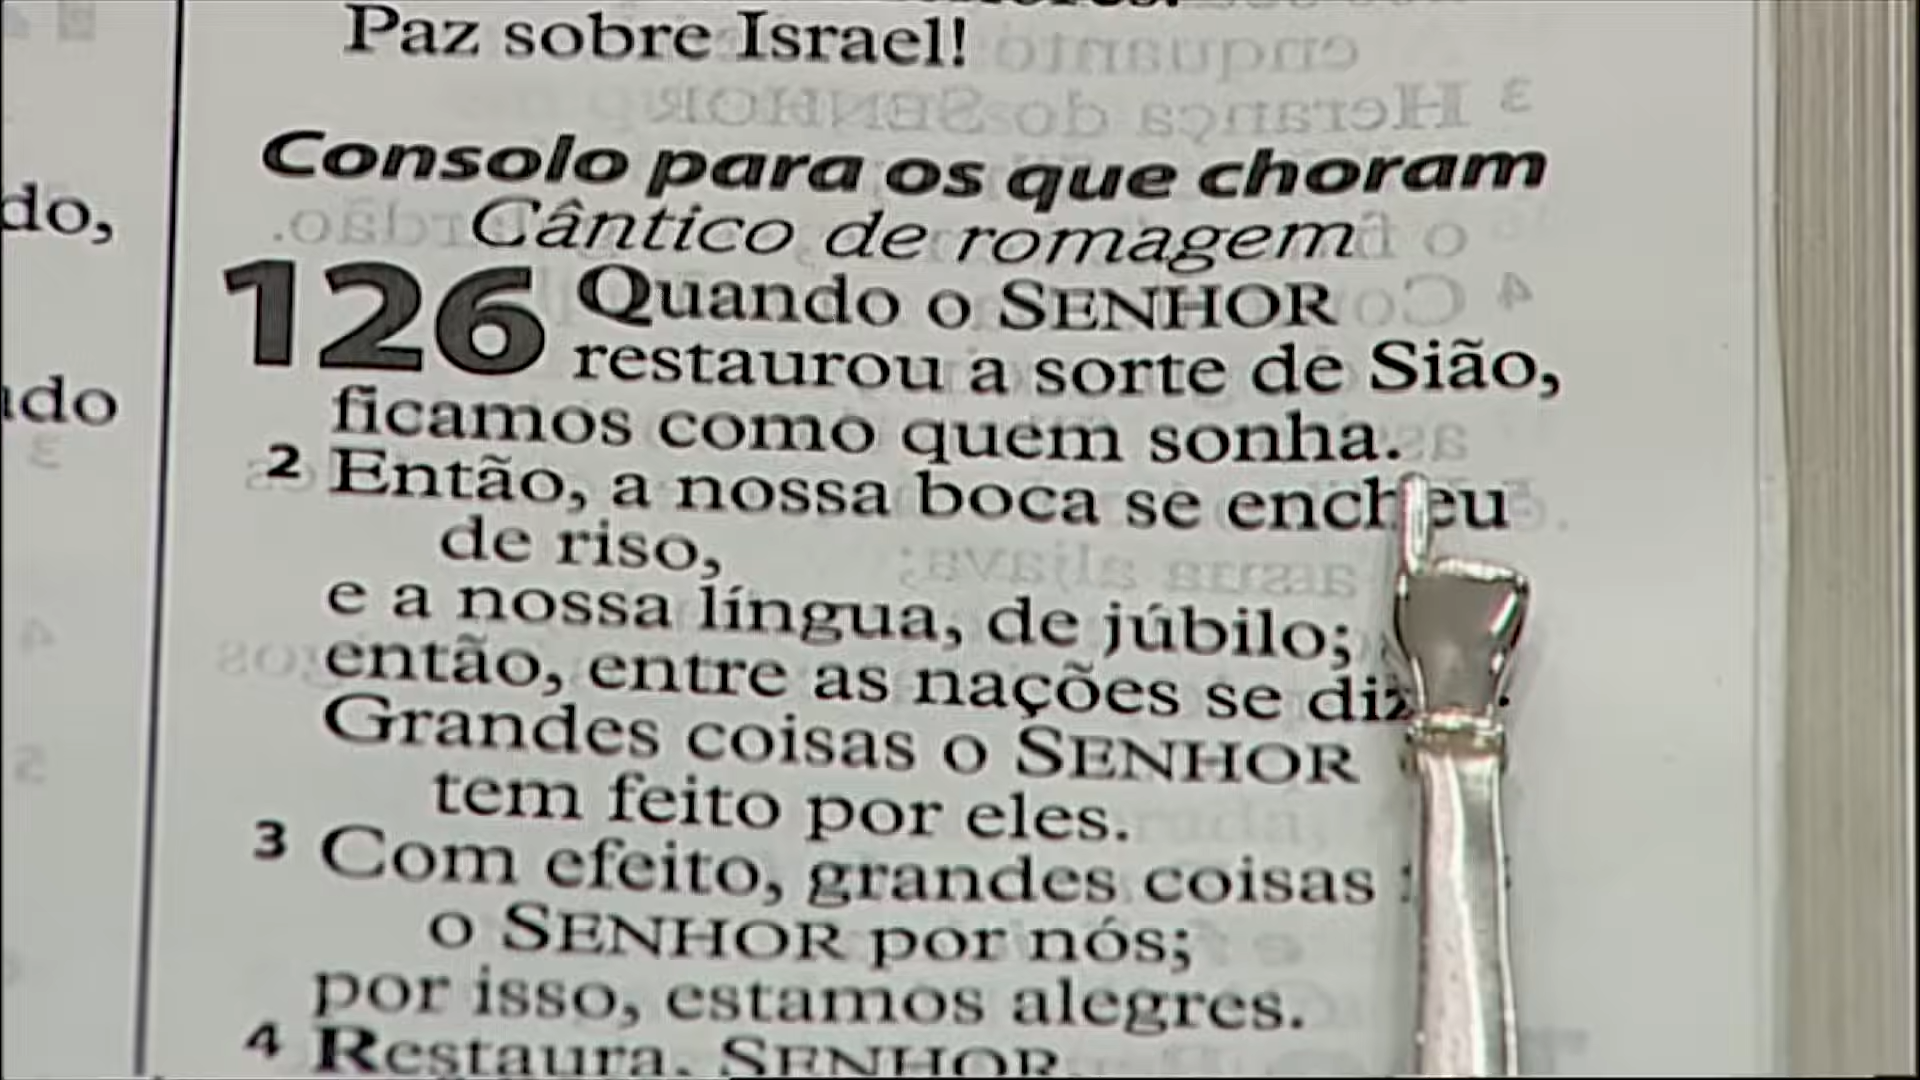 Paz sobre Israel!
Consolo para os que choram
Cântico de romagem
126 Quando o SENHOR
restaurou a sorte de Sião,
ficamos como quem sonha.
2 Então, a nossa boca se encheu
de riso,
e a nossa língua, de júbilo;
então, entre as nações se
Grandes coisas o SENHOR
tem feito por eles.
3 Com efeito, grandes coisas
o SENHOR por nós;
por isso, estamos alegres.
4 Restaura, SENHOR,
do,